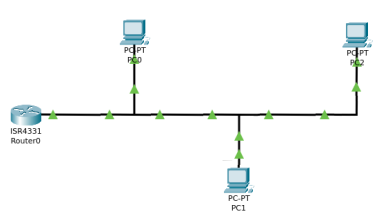 PC-PT
PC0
PC-PT
PC2
ISR4331
Router0
PC-PT
PC1